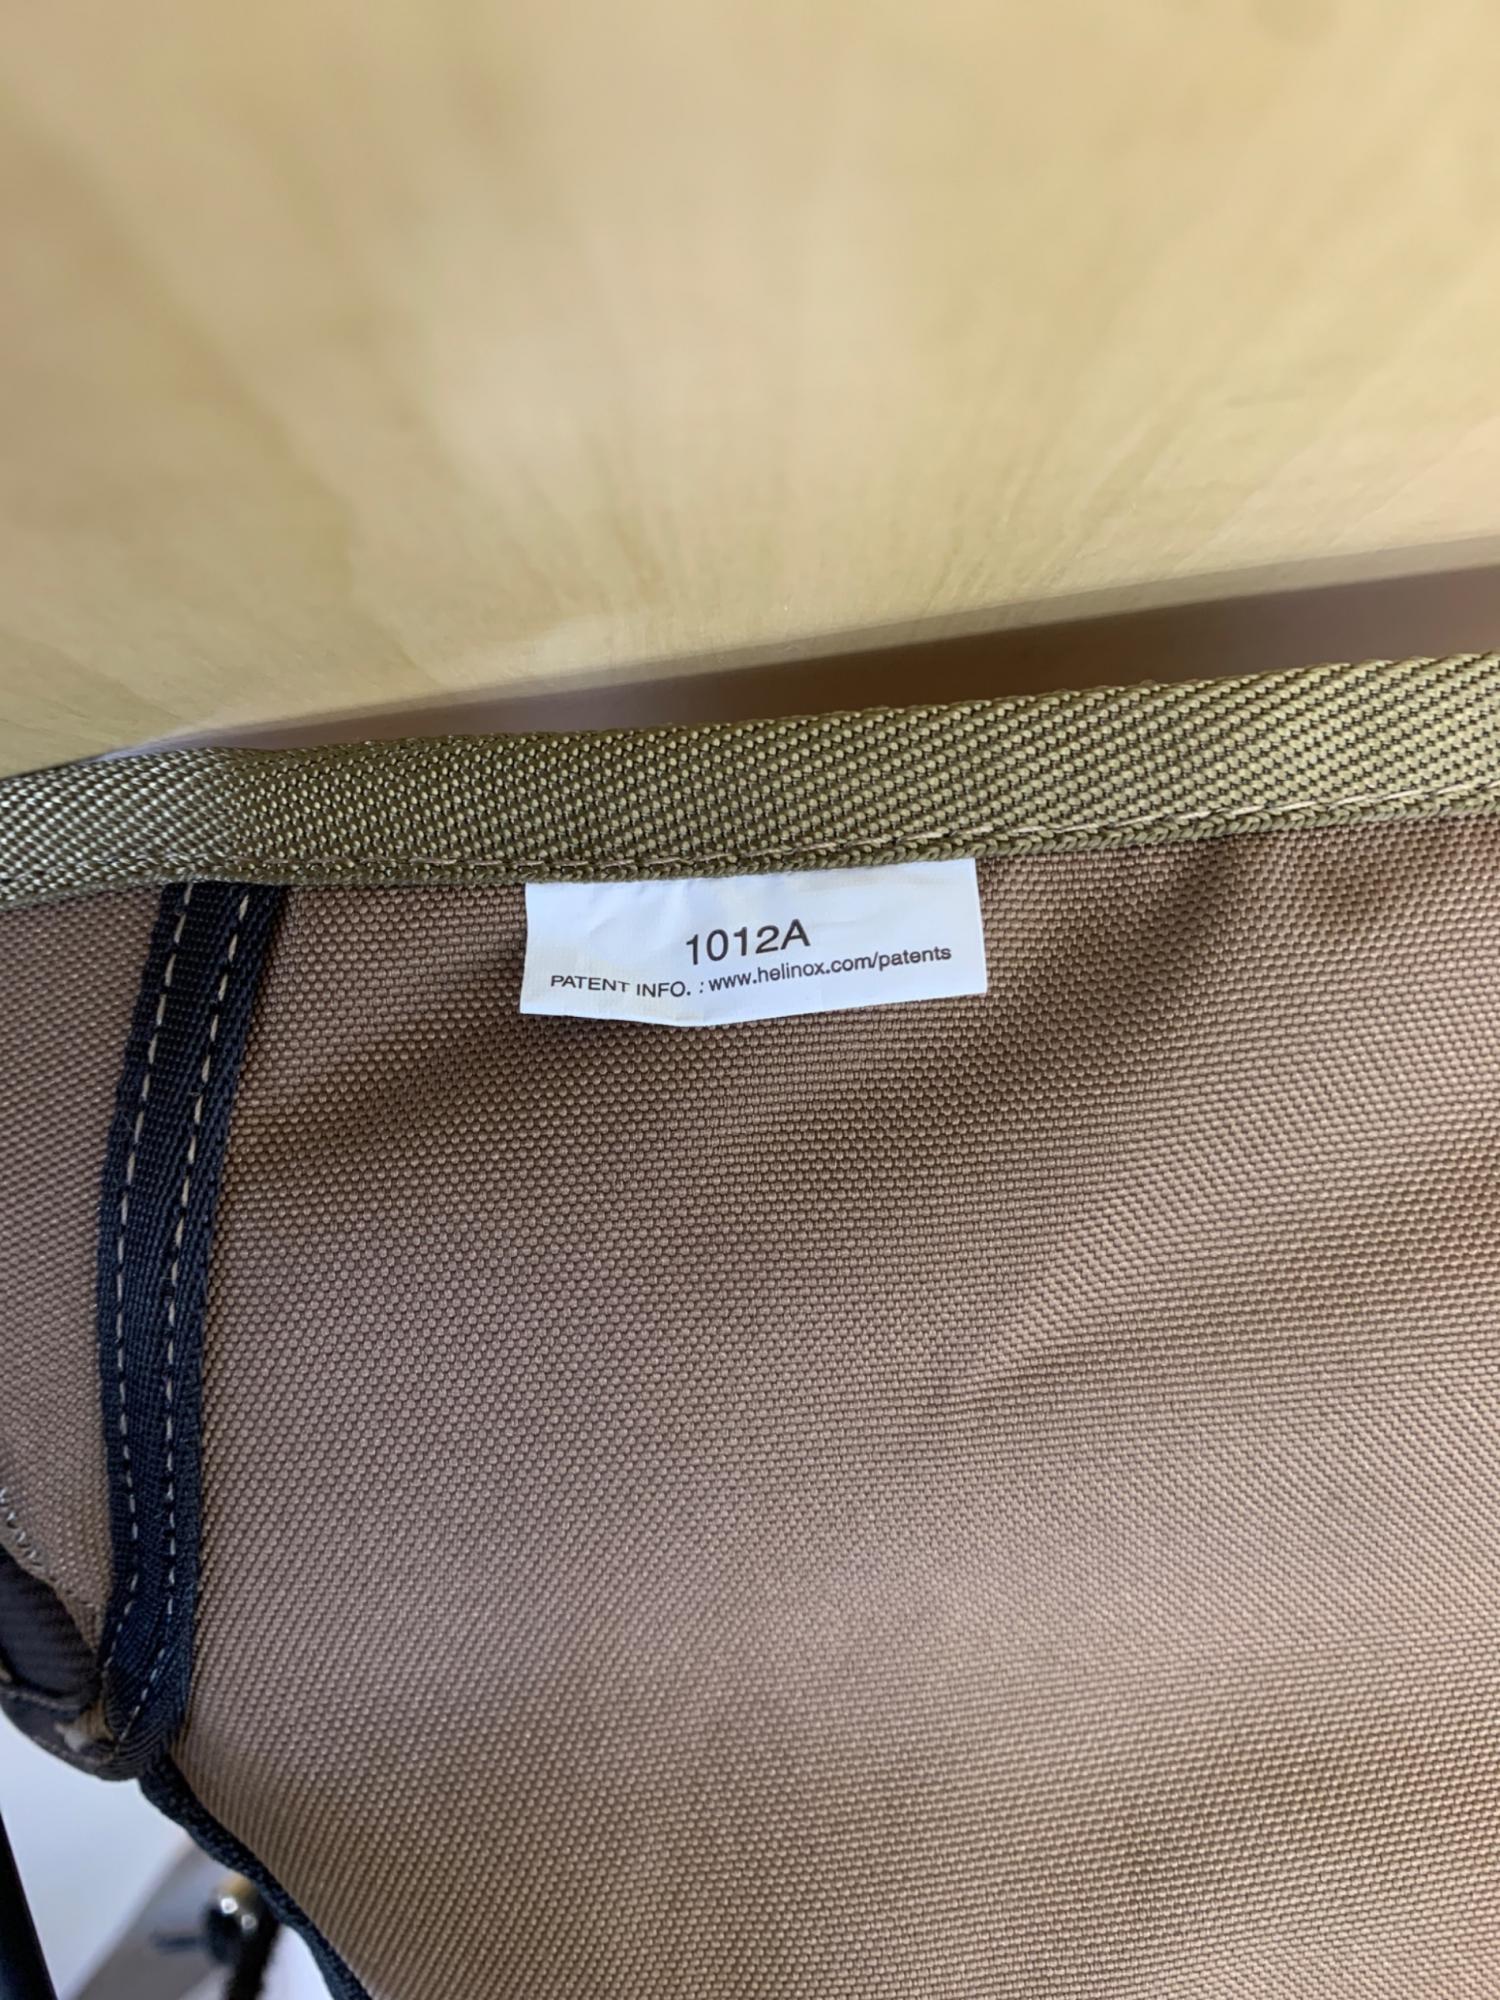 1012A
PATENT INFO. : www.helinox.com/patents